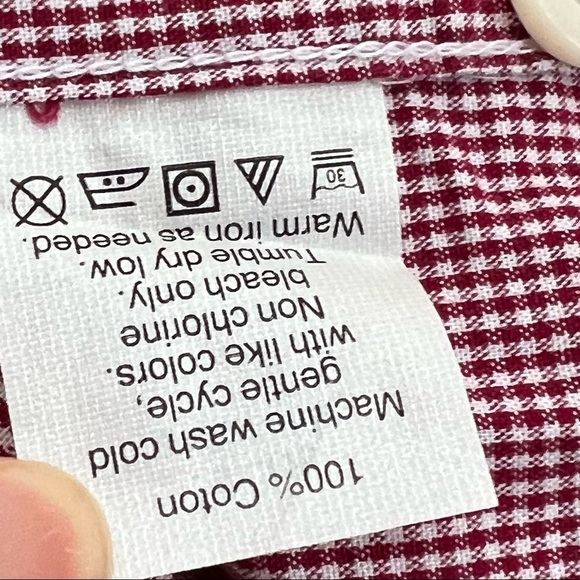 100% Coton
Machine wash cold
gentle cycle,
with like colors.
Non chlorine
bleach only.
Tumble dry low.
Warm iron as needed.
30